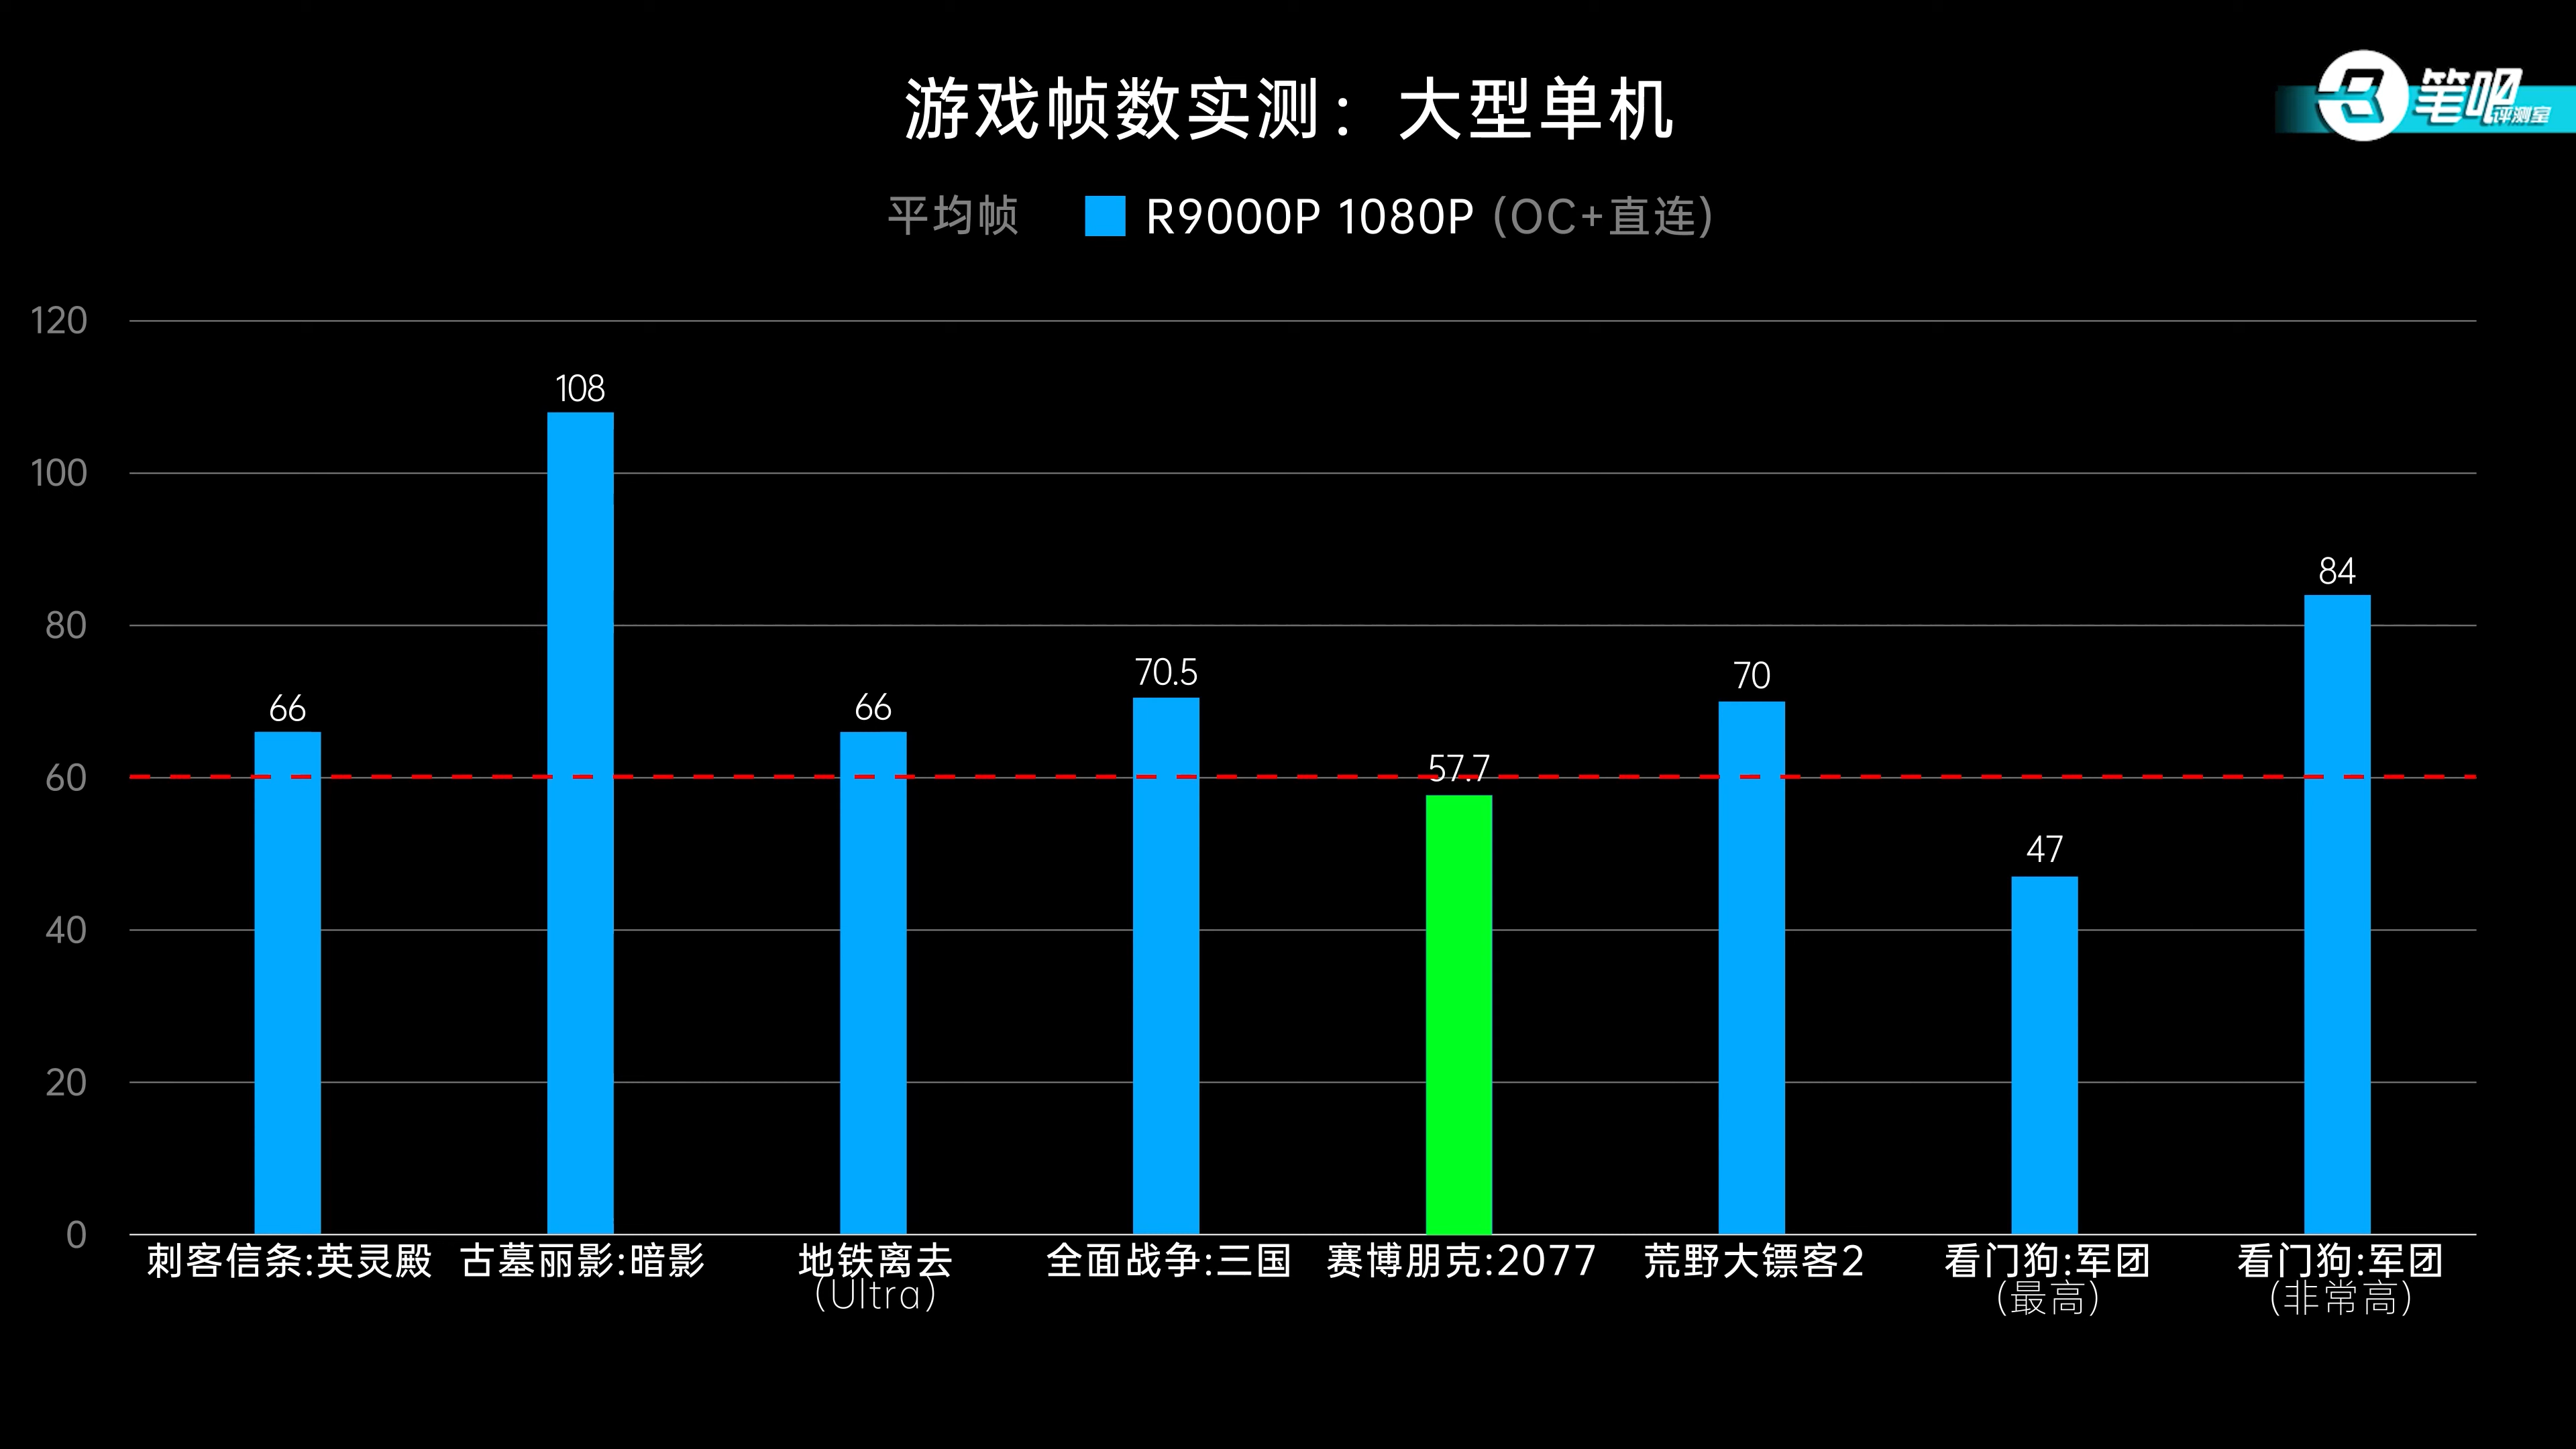 游戏帧数实测：大型单机
笔吧评测室
平均帧 R9000P 1080P (OC+直连)
120
100
80
60
40
20
0
66
108
66
70.5
57.7
70
47
84
刺客信条:英灵殿
古墓丽影:暗影
地铁离去
(Ultra)
全面战争:三国
赛博朋克:2077
荒野大镖客2
看门狗:军团
(最高)
看门狗:军团
(非常高)